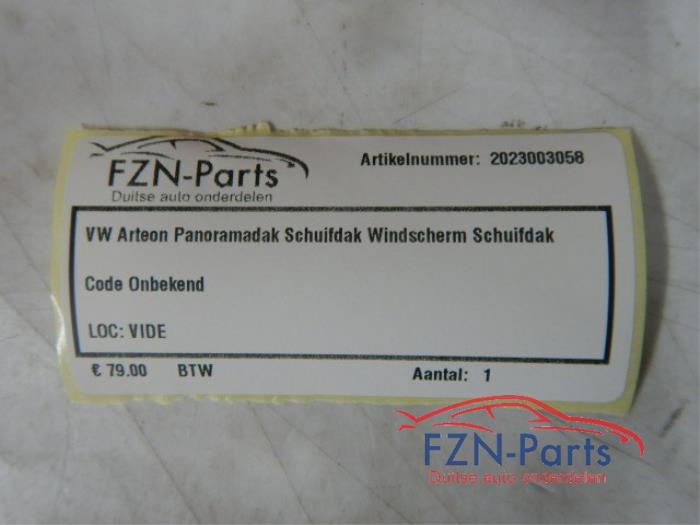 FZN-Parts
Duitse auto onderdelen
Artikelnummer: 2023003058
VW Arteon Panoramadak Schuifdak Windscherm Schuifdak
Code Onbekend
LOC: VIDE
€ 79.00 BTW
Aantal: 1
FZN-Parts
Duitse auto onderdelen